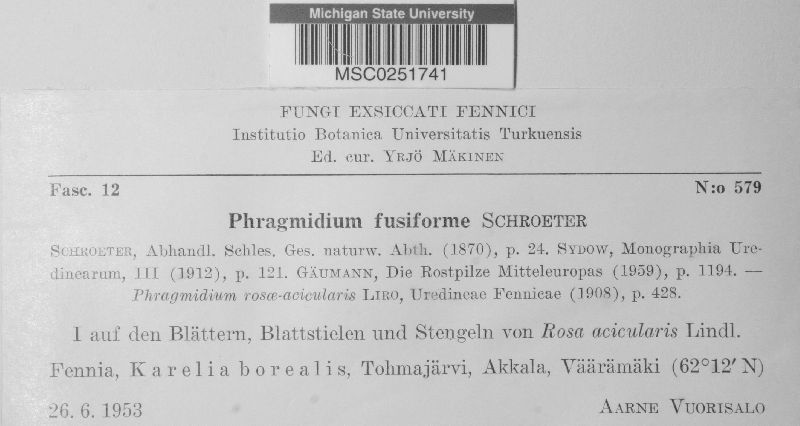 Michigan State University
MSC0251741
FUNGI EXSICCATI FENNICI
Institutio Botanica Universitatis Turkuensis
Ed. cur. YRJÖ MÄKINEN
Fasc. 12 N:o 579
Phragmidium fusiforme SCHROETER
SCHROETER, Abhandl. Schles. Ges. naturw. Abth. (1870), p. 24. SYDOW, Monographia Ure-
dinearum, III (1912), p. 121. GÄUMANN, Die Rostpilze Mitteleuropas (1959), p. 1194. —
Phragmidium rosæ-acicularis LIRO, Uredineae Fennicae (1908), p. 428.
I auf den Blättern, Blattstielen und Stengeln von Rosa acicularis Lindl.
Fennia, Karelia borealis, Tohmajärvi, Akkala, Väärämäki (62°12′ N)
26. 6. 1953 AARNE VUORISALO